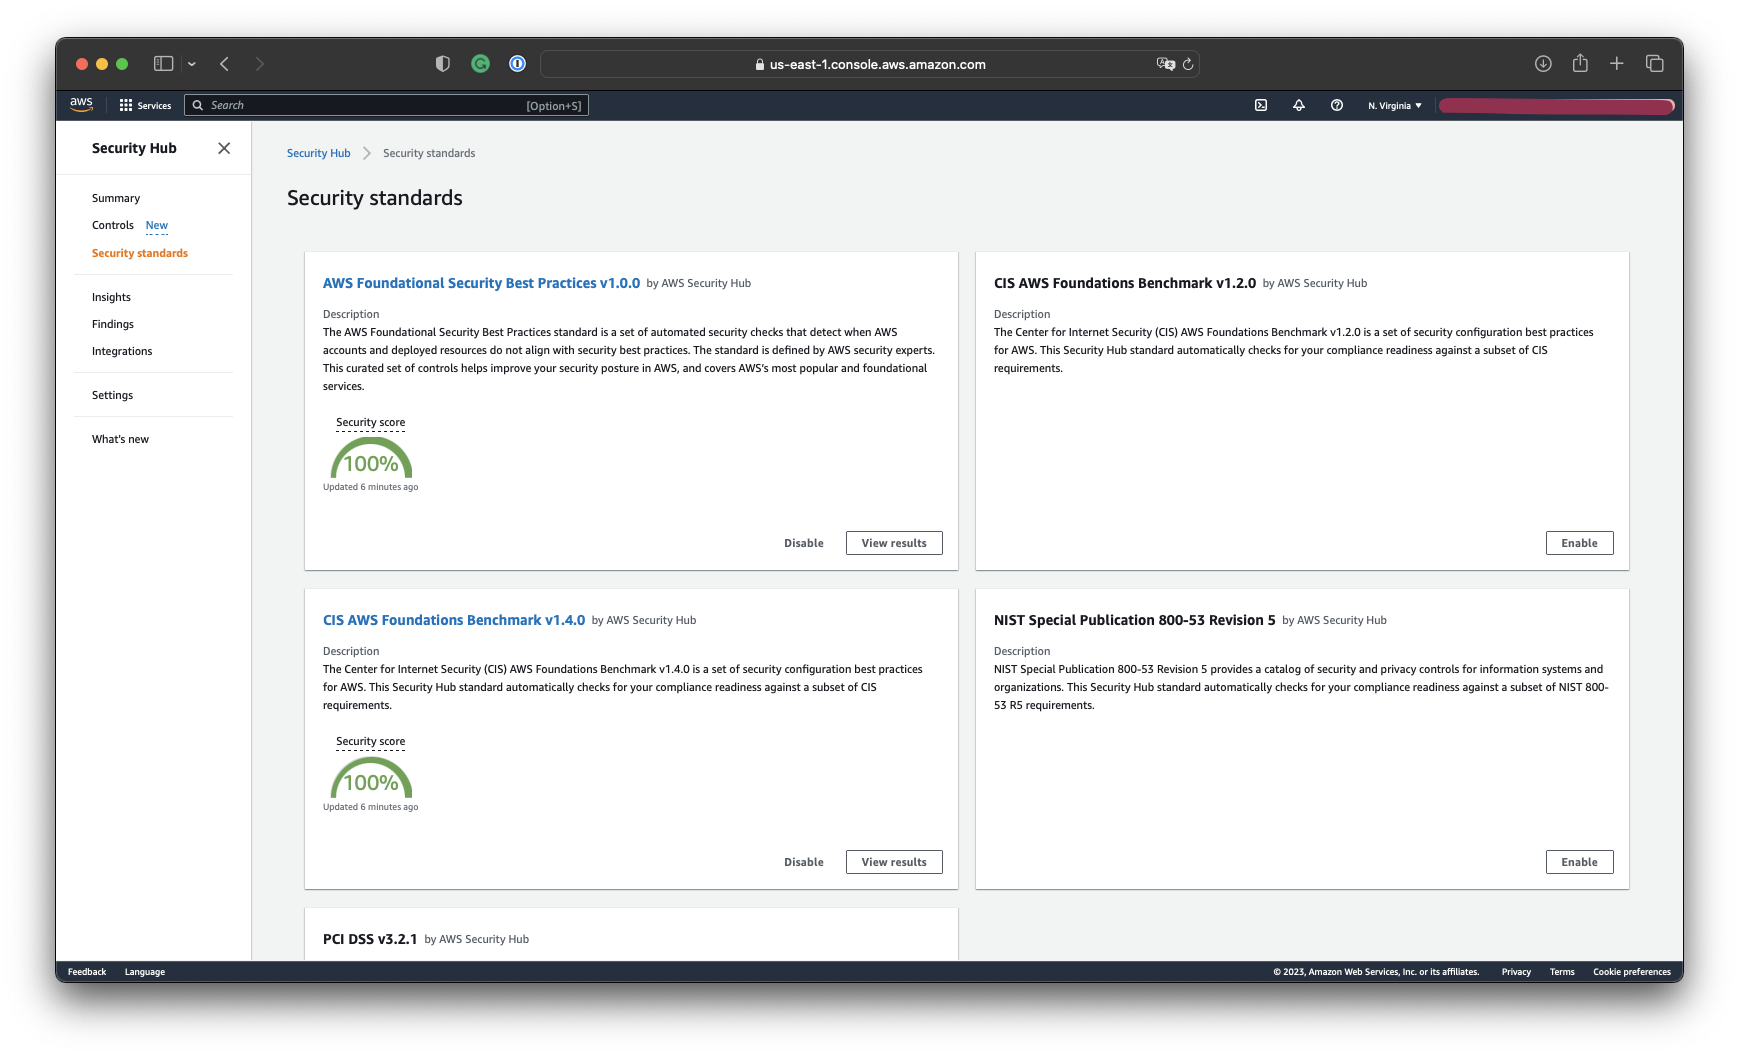 us-east-1.console.aws.amazon.com
aws
Services
Search
[Option+S]
N. Virginia
Security Hub
Summary
Controls New
Security standards
Insights
Findings
Integrations
Settings
What's new
Security Hub
Security standards
Security standards
AWS Foundational Security Best Practices v1.0.0 by AWS Security Hub
Description
The AWS Foundational Security Best Practices standard is a set of automated security checks that detect when AWS
accounts and deployed resources do not align with security best practices. The standard is defined by AWS security experts.
This curated set of controls helps improve your security posture in AWS, and covers AWS's most popular and foundational
services.
Security score
100%
Updated 6 minutes ago
Disable
View results
CIS AWS Foundations Benchmark v1.2.0 by AWS Security Hub
Description
The Center for Internet Security (CIS) AWS Foundations Benchmark v1.2.0 is a set of security configuration best practices
for AWS. This Security Hub standard automatically checks for your compliance readiness against a subset of CIS
requirements.
Enable
CIS AWS Foundations Benchmark v1.4.0 by AWS Security Hub
Description
The Center for Internet Security (CIS) AWS Foundations Benchmark v1.4.0 is a set of security configuration best practices
for AWS. This Security Hub standard automatically checks for your compliance readiness against a subset of CIS
requirements.
Security score
100%
Updated 6 minutes ago
Disable
View results
NIST Special Publication 800-53 Revision 5 by AWS Security Hub
Description
NIST Special Publication 800-53 Revision 5 provides a catalog of security and privacy controls for information systems and
organizations. This Security Hub standard automatically checks for your compliance readiness against a subset of NIST 800-
53 R5 requirements.
Enable
PCI DSS v3.2.1 by AWS Security Hub
Feedback
Language
© 2023, Amazon Web Services, Inc. or its affiliates.
Privacy
Terms
Cookie preferences